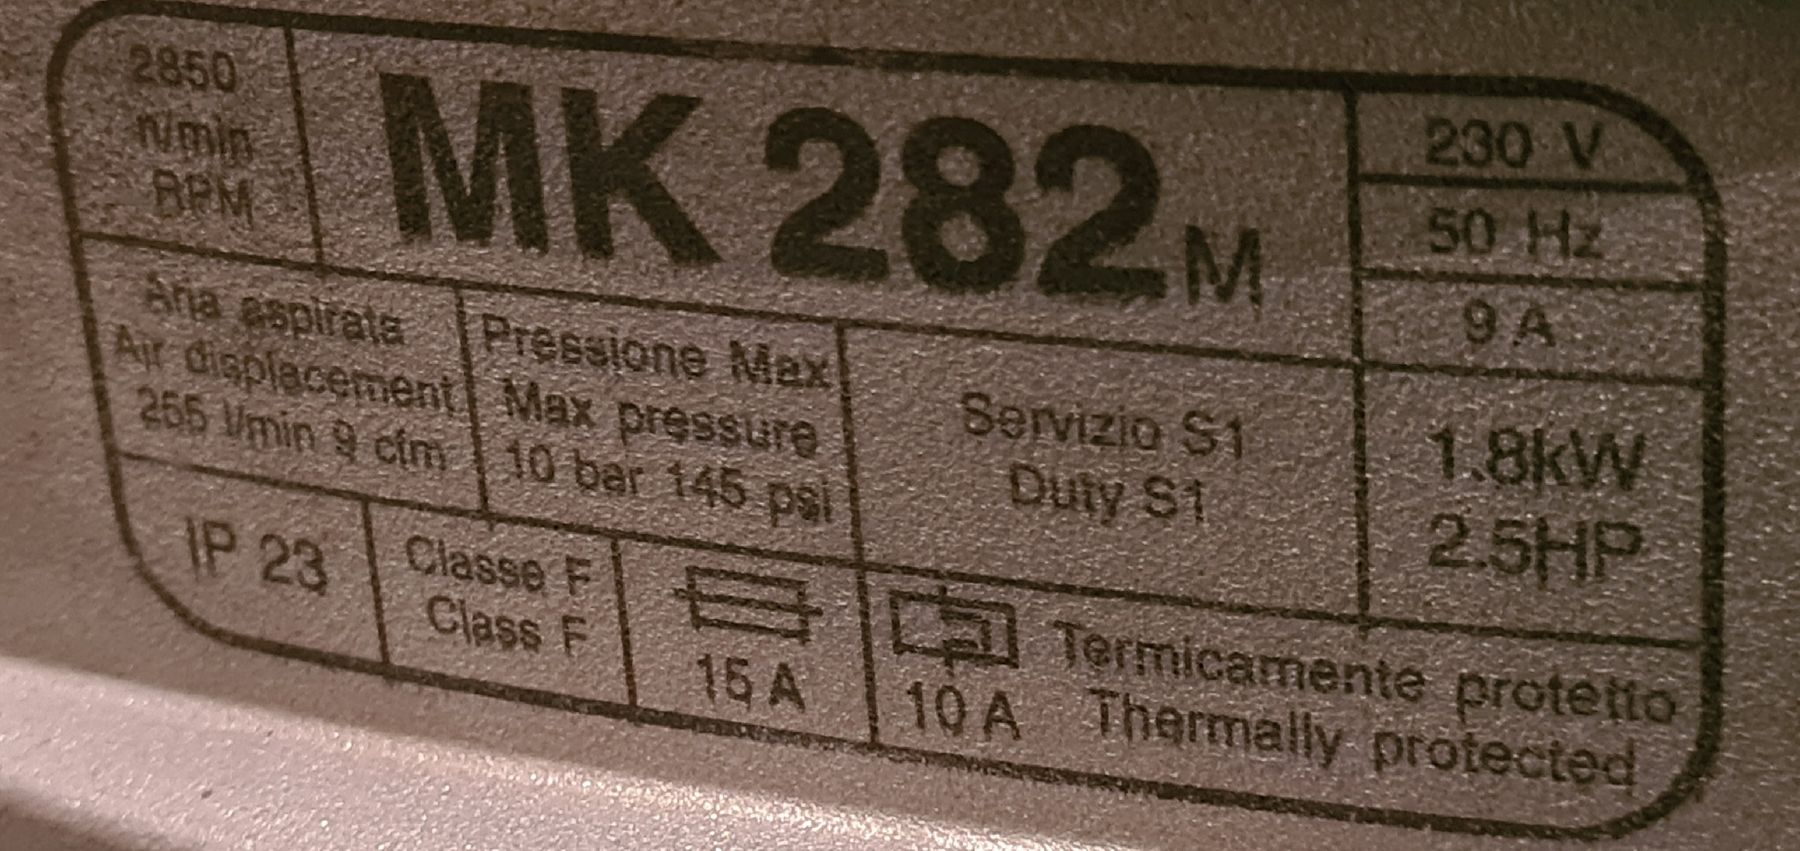 2850
n/min
RPM
MK 282 M
230 V
50 Hz
9 A
Aria aspirata
Air displacement
255 l/min 9 cfm
Pressione Max
Max pressure
10 bar 145 psi
Servizio S1
Duty S1
1.8kW
2.5HP
IP 23
Classe F
Class F
15 A
10 A
Termicamente protetto
Thermally protected